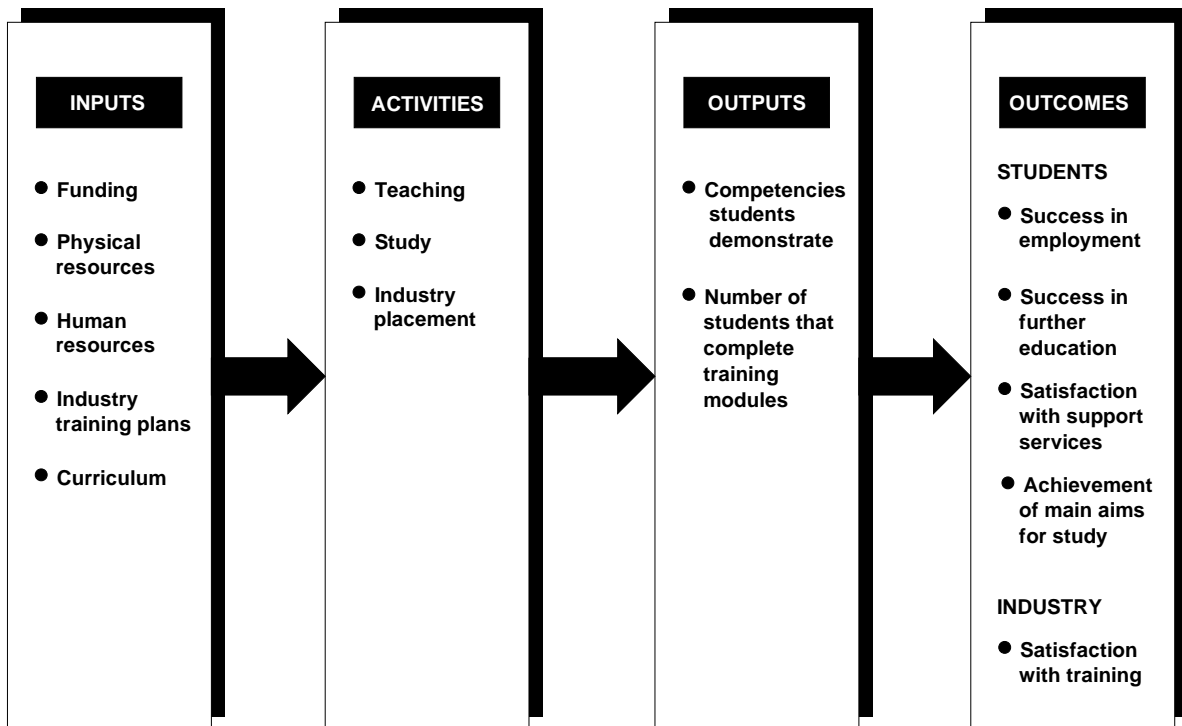 INPUTS
● Funding
● Physical
resources
● Human
resources
● Industry
training plans
● Curriculum
ACTIVITIES
● Teaching
● Study
● Industry
placement
OUTPUTS
● Competencies
students
demonstrate
● Number of
students that
complete
training
modules
OUTCOMES
STUDENTS
● Success in
employment
● Success in
further
education
● Satisfaction
with support
services
● Achievement
of main aims
for study
INDUSTRY
● Satisfaction
with training